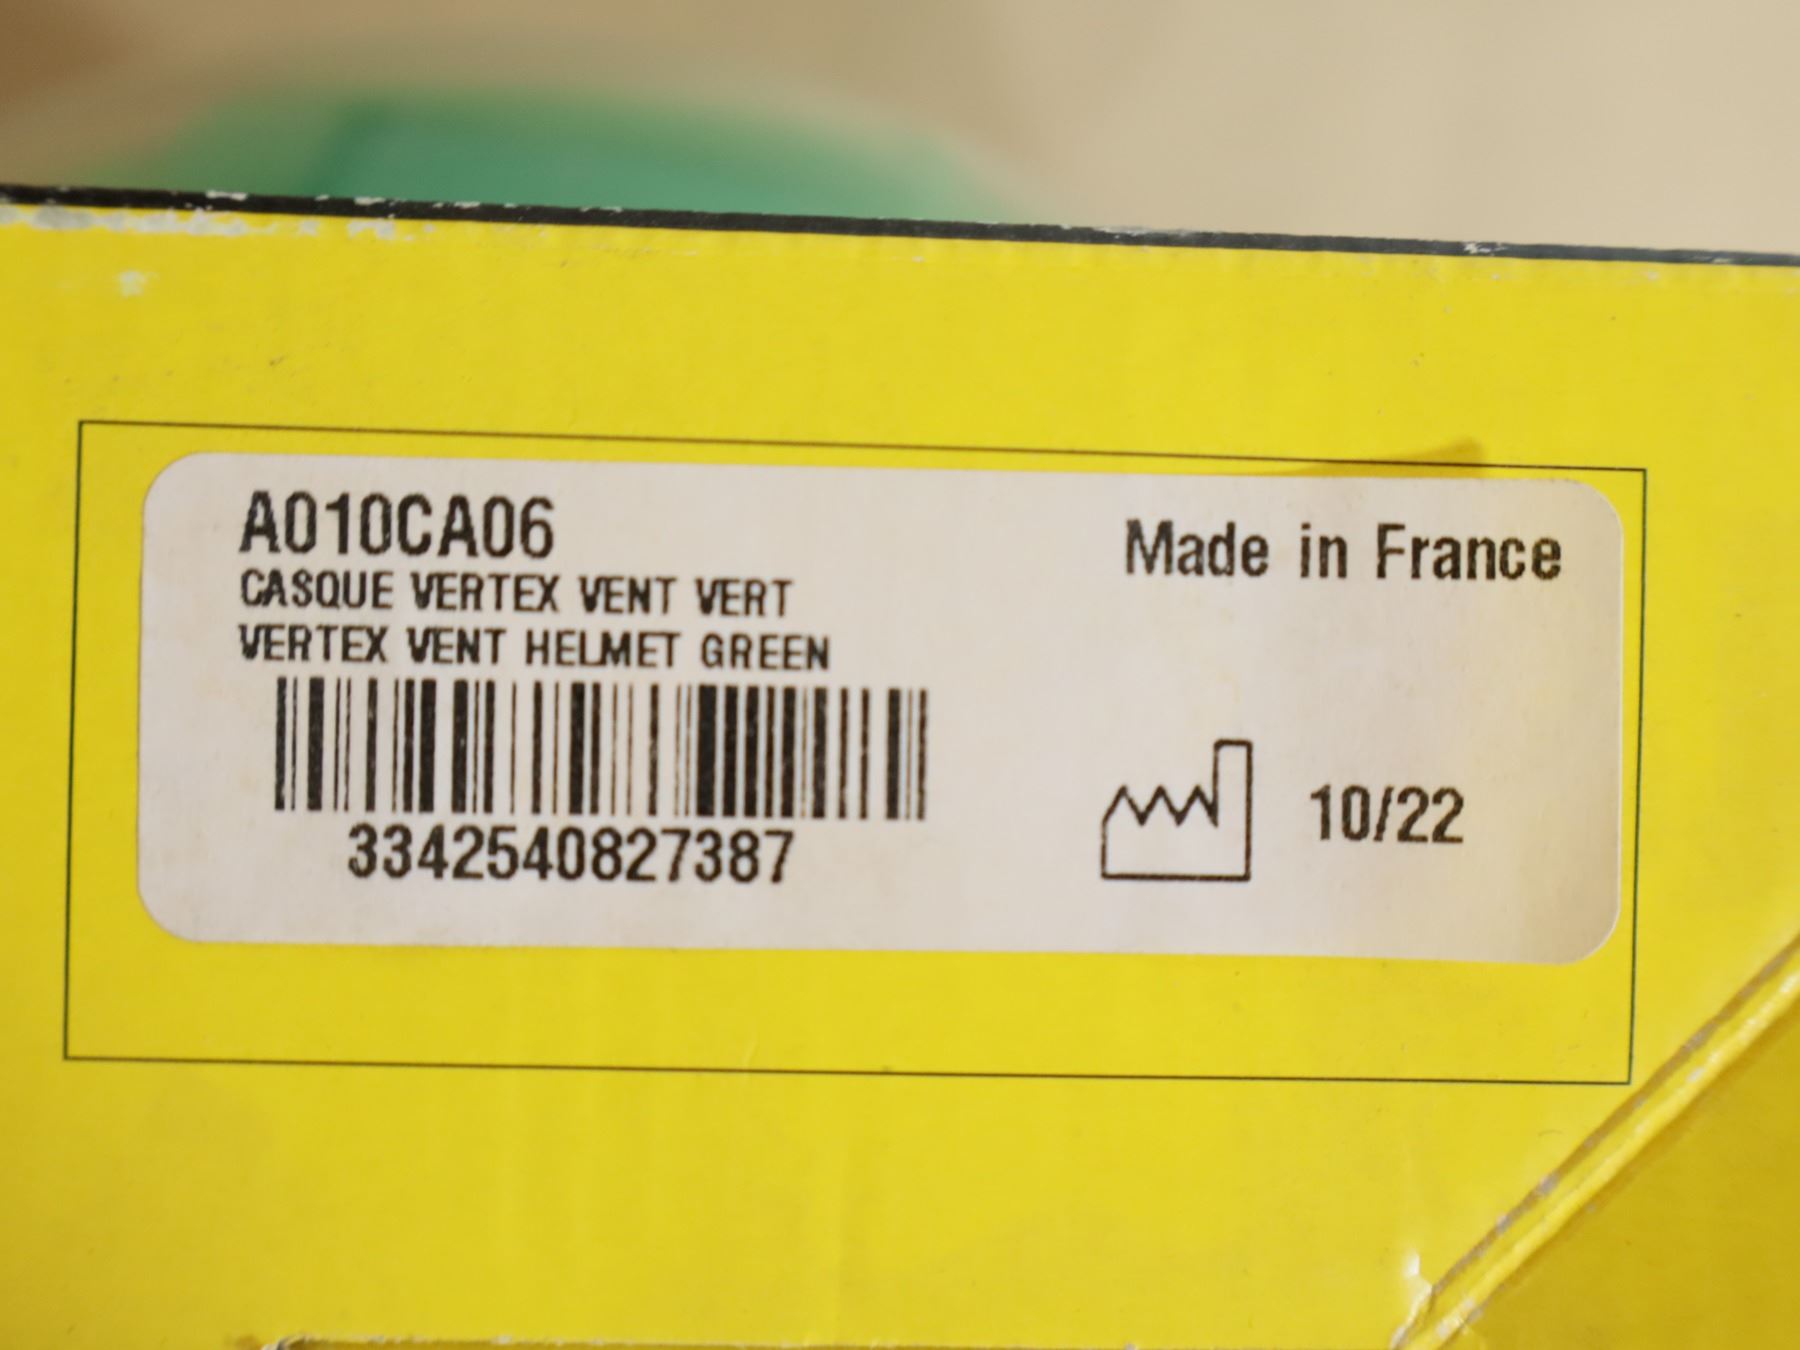 A010CA06
Made in France
CASQUE VERTEX VENT VERT
VERTEX VENT HELMET GREEN
3342540827387
10/22